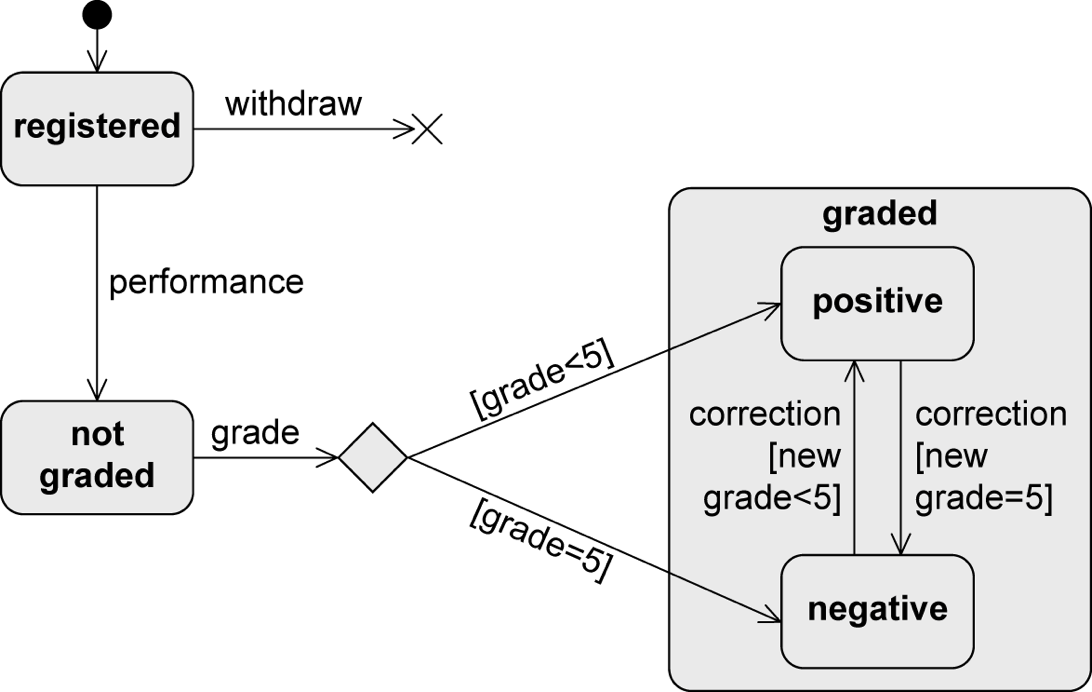 withdraw
registered
graded
performance
positive
[grade<5]
not
graded
grade
correction
[new
grade<5]
correction
[new
grade=5]
[grade=5]
negative